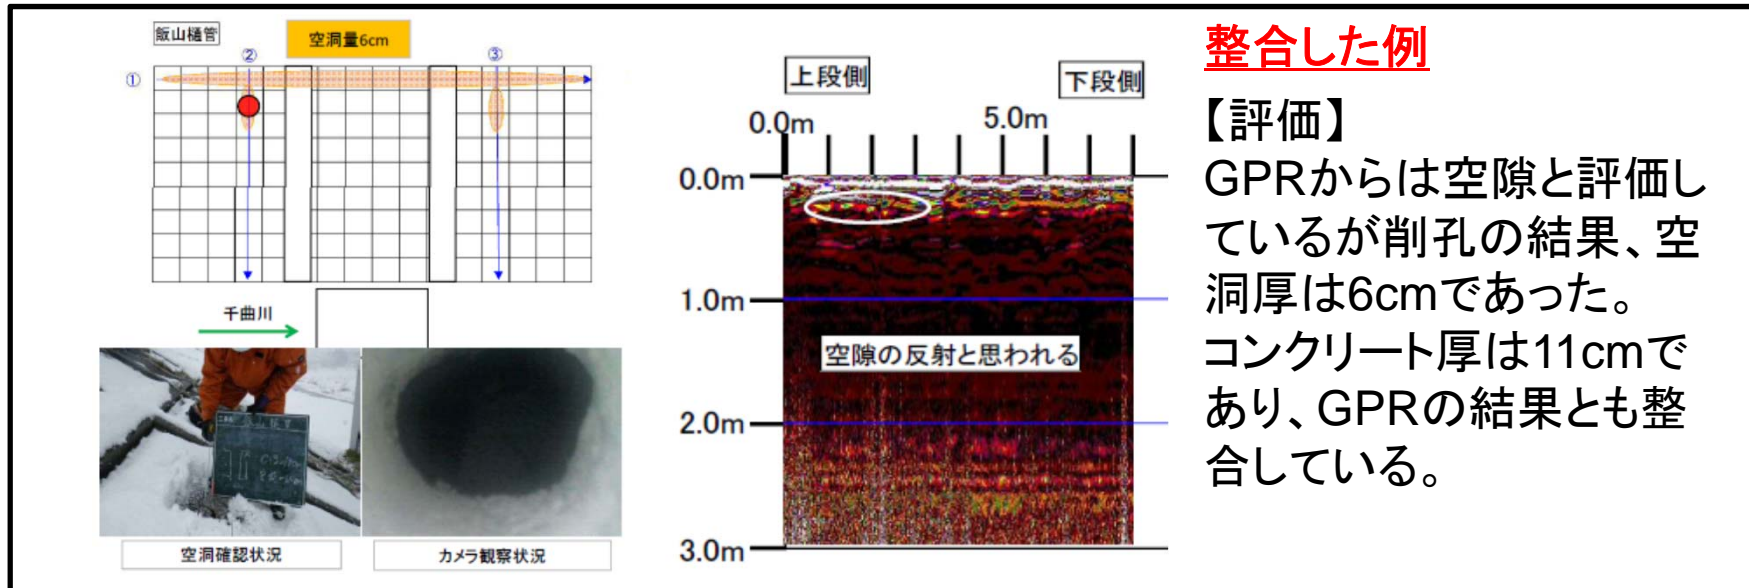 飯山樋管
空洞量6cm
①
②
③
千曲川
空洞確認状況
カメラ観察状況
上段側
下段側
0.0m
5.0m
0.0m
1.0m
空隙の反射と思われる
2.0m
3.0m
整合した例
【評価】
GPRからは空隙と評価し
ているが削孔の結果、空
洞厚は6cmであった。
コンクリート厚は11cmで
あり、GPRの結果とも整
合している。